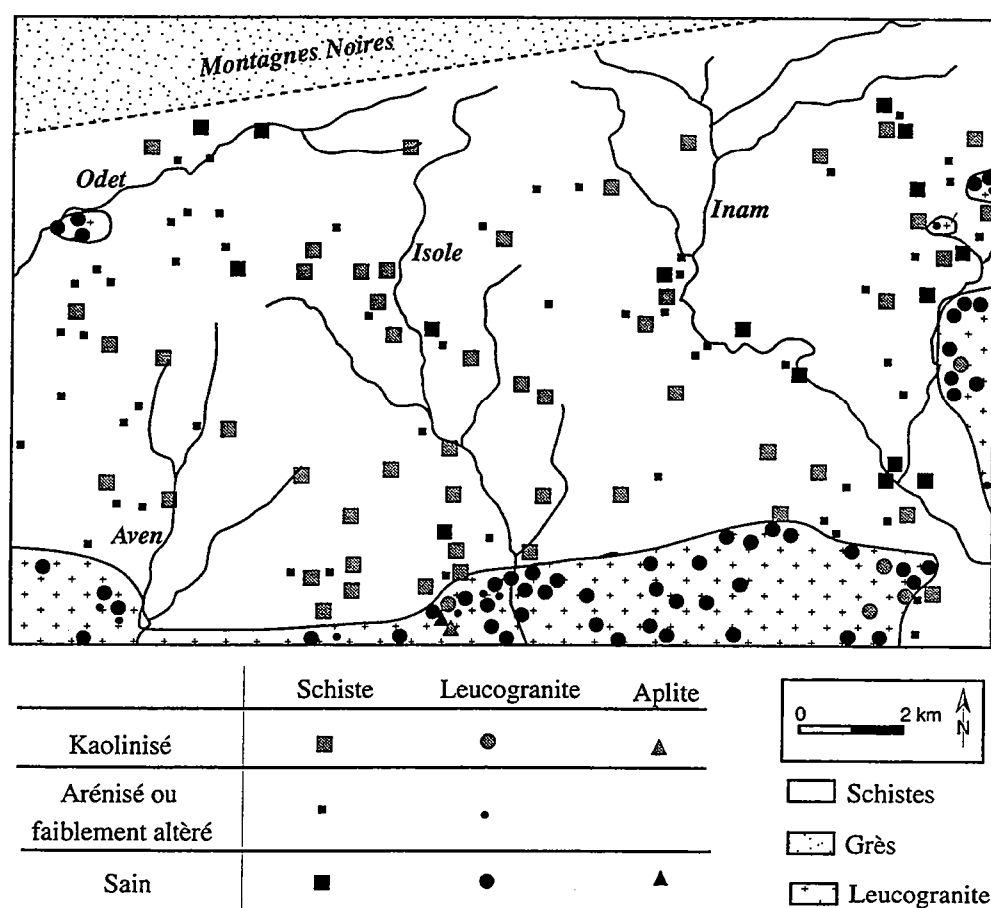 Montagnes Noires
Odet
Isole
Inam
Aven
Schiste Leucogranite Aplite
Kaolinisé
Arénisé ou
faiblement altèré
Sain
0 2 km
N
Schistes
Grès
Leucogranite